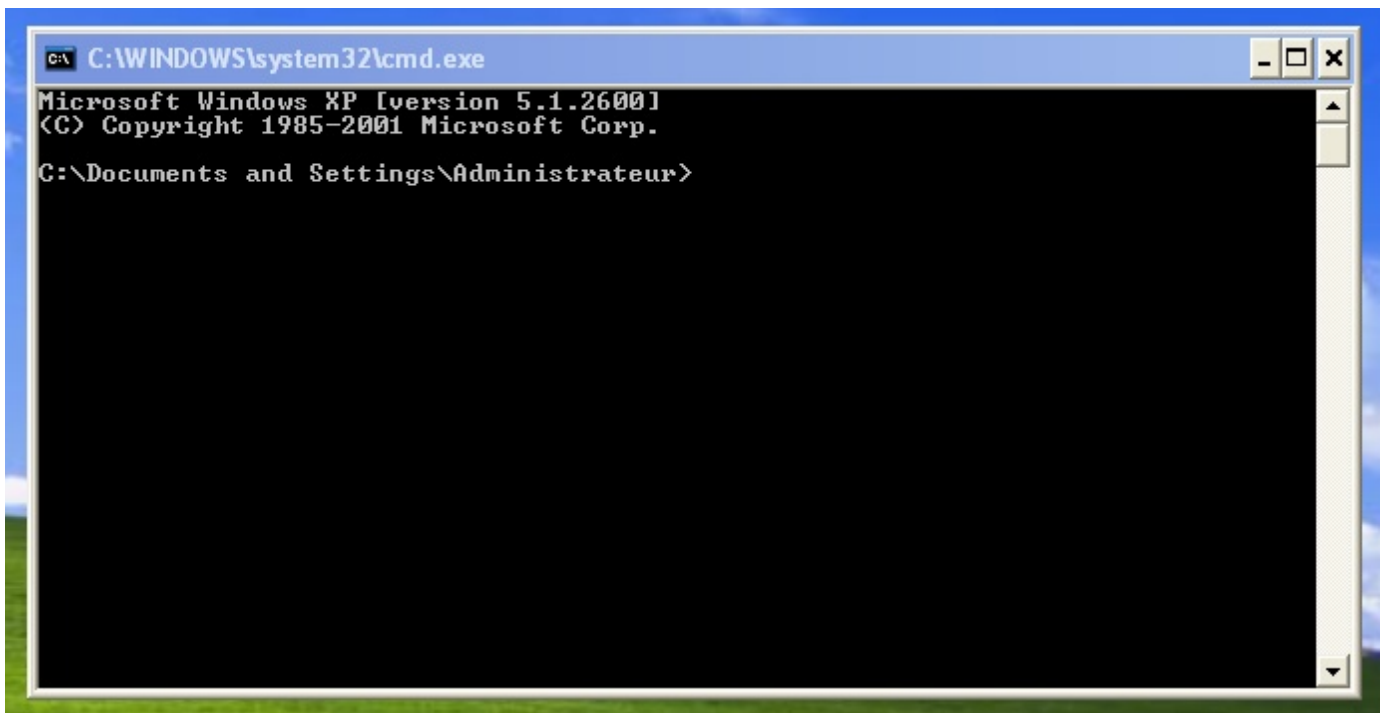 C:\WINDOWS\system32\cmd.exe
Microsoft Windows XP [version 5.1.2600]
(C) Copyright 1985-2001 Microsoft Corp.
C:\Documents and Settings\Administrateur>